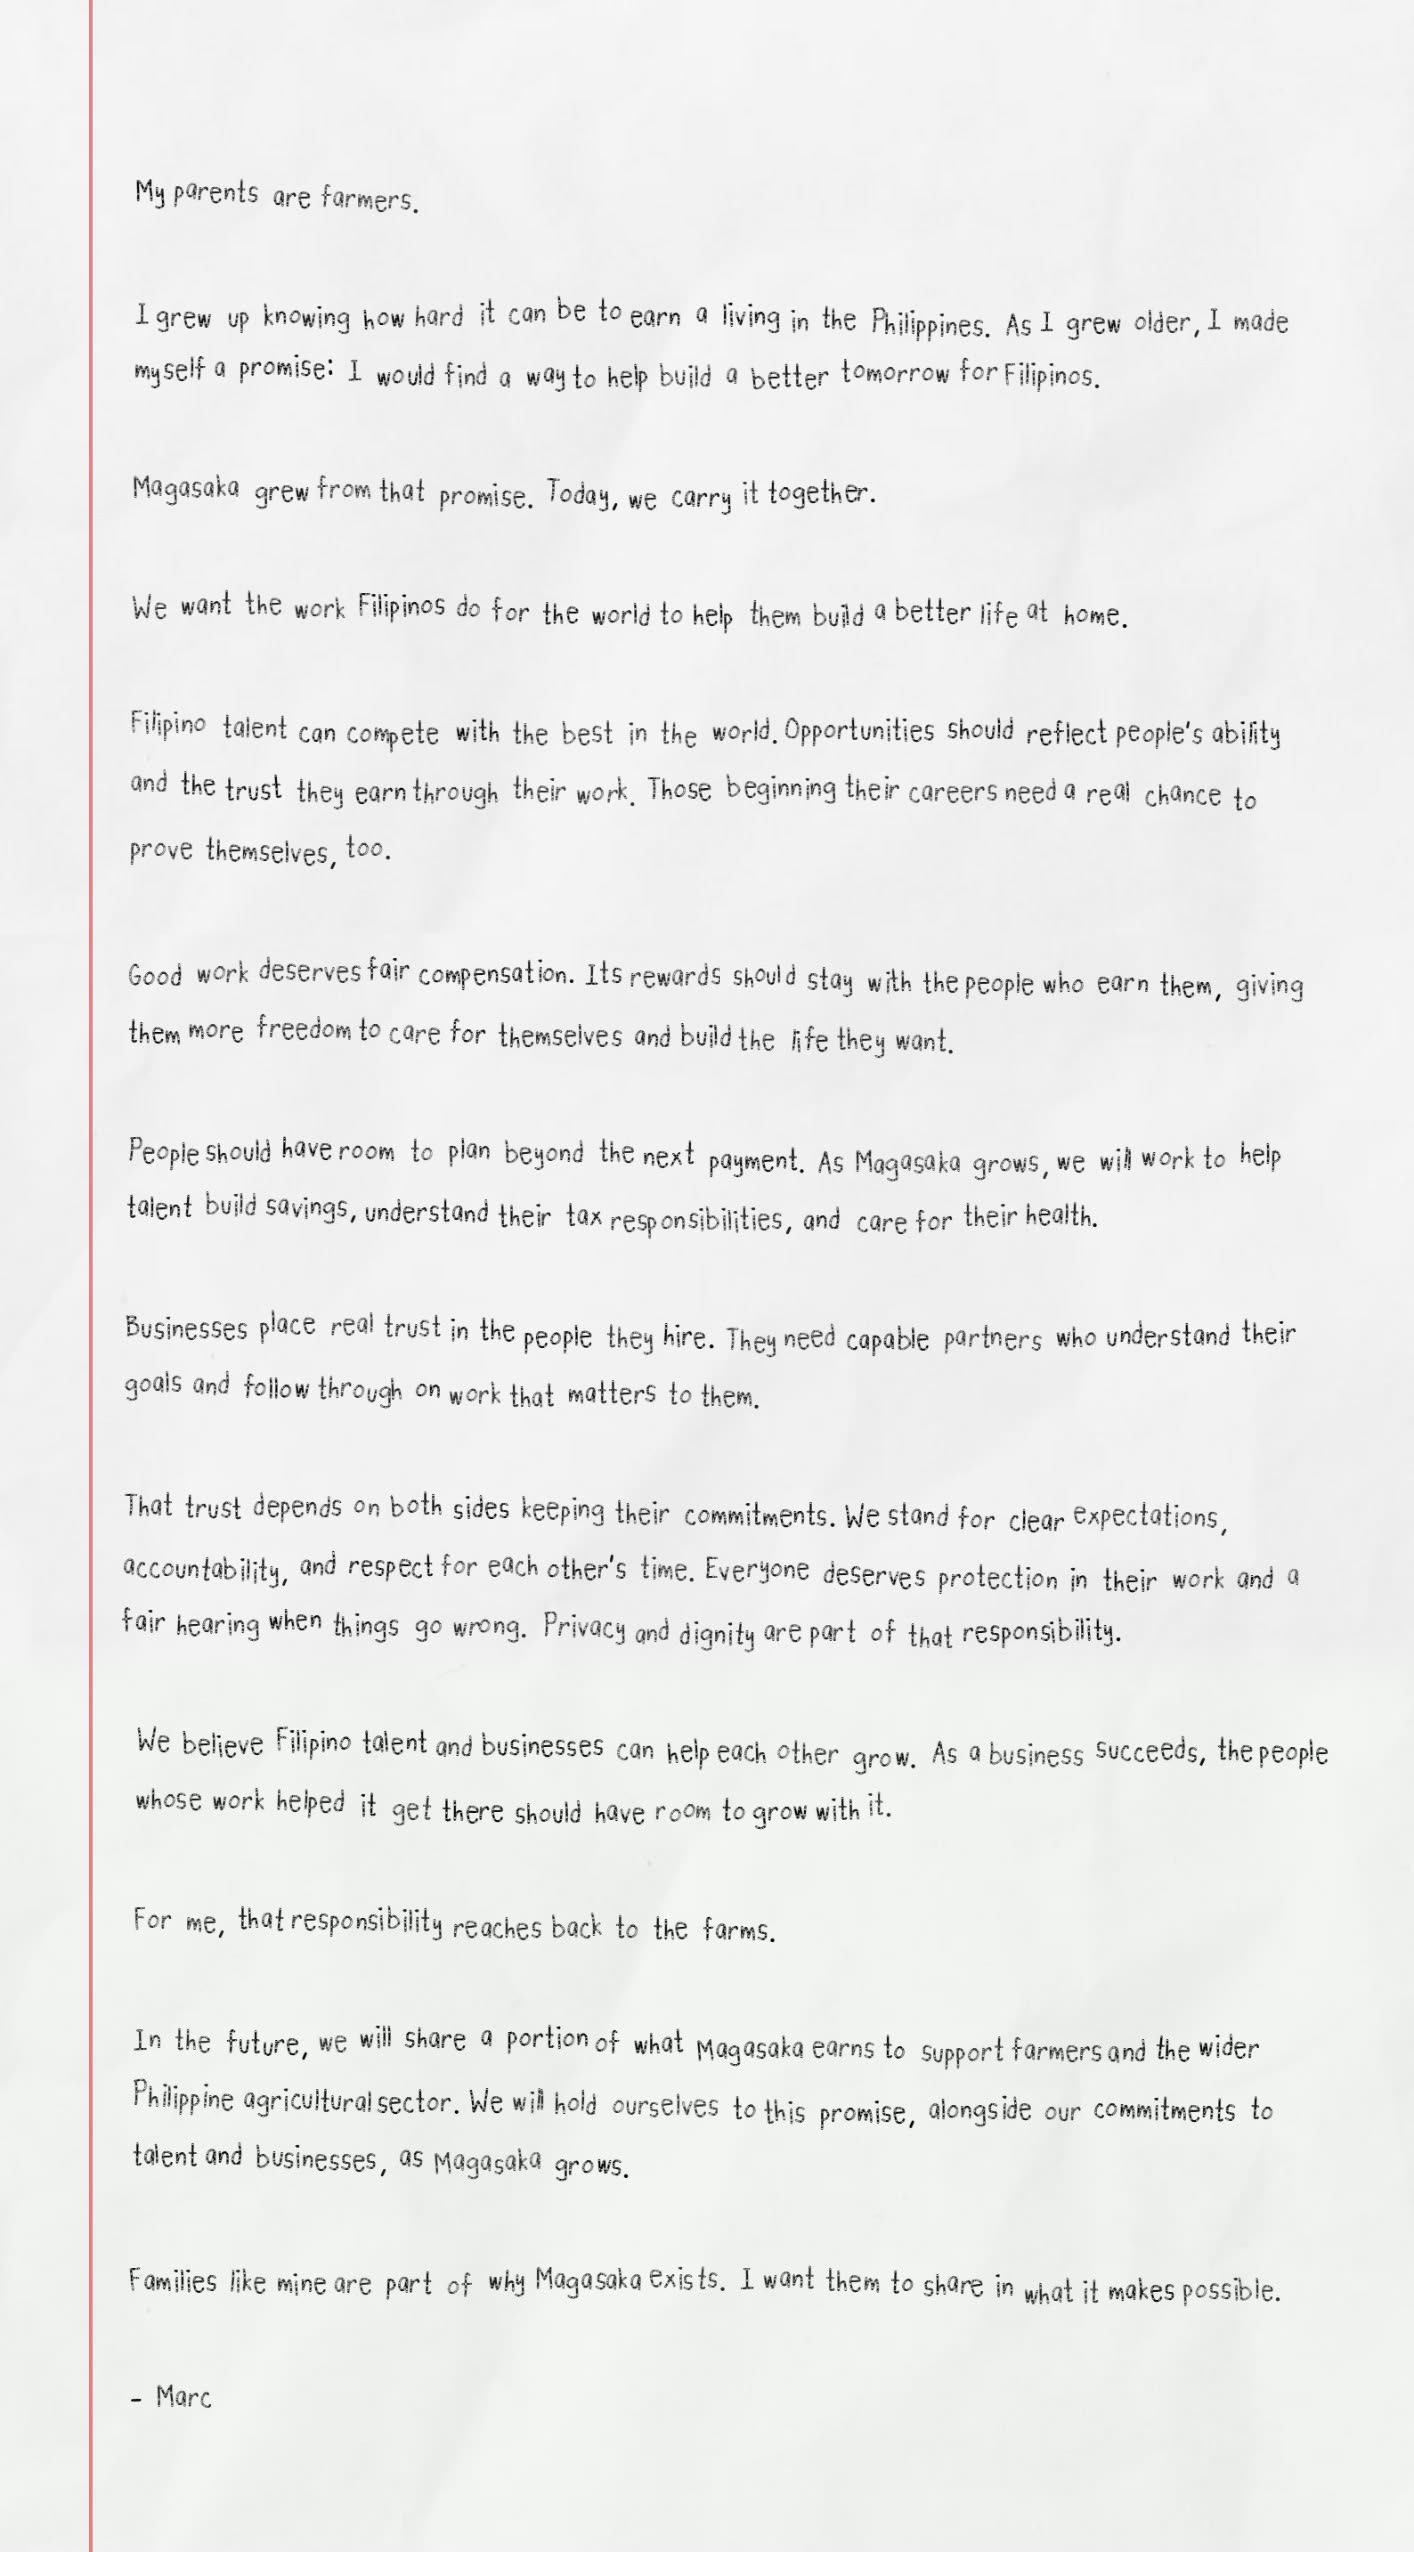 My parents are farmers.
I grew up knowing how hard it can be to earn a living in the Philippines. As I grew older, I made
myself a promise: I would find a way to help build a better tomorrow for Filipinos.
Magasaka grew from that promise. Today, we carry it together.
We want the work Filipinos do for the world to help them build a better life at home.
Filipino talent can compete with the best in the world. Opportunities should reflect people's ability
and the trust they earn through their work. Those beginning their careers need a real chance to
prove themselves, too.
Good work deserves fair compensation. Its rewards should stay with the people who earn them, giving
them more freedom to care for themselves and build the life they want.
People should have room to plan beyond the next payment. As Magasaka grows, we will work to help
talent build savings, understand their tax responsibilities, and care for their health.
Businesses place real trust in the people they hire. They need capable partners who understand their
goals and follow through on work that matters to them.
That trust depends on both sides keeping their commitments. We stand for clear expectations,
accountability, and respect for each other's time. Everyone deserves protection in their work and a
fair hearing when things go wrong. Privacy and dignity are part of that responsibility.
We believe Filipino talent and businesses can help each other grow. As a business succeeds, the people
whose work helped it get there should have room to grow with it.
For me, that responsibility reaches back to the farms.
In the future, we will share a portion of what Magasaka earns to support farmers and the wider
Philippine agricultural sector. We will hold ourselves to this promise, alongside our commitments to
talent and businesses, as Magasaka grows.
Families like mine are part of why Magasaka exists. I want them to share in what it makes possible.
- Marc